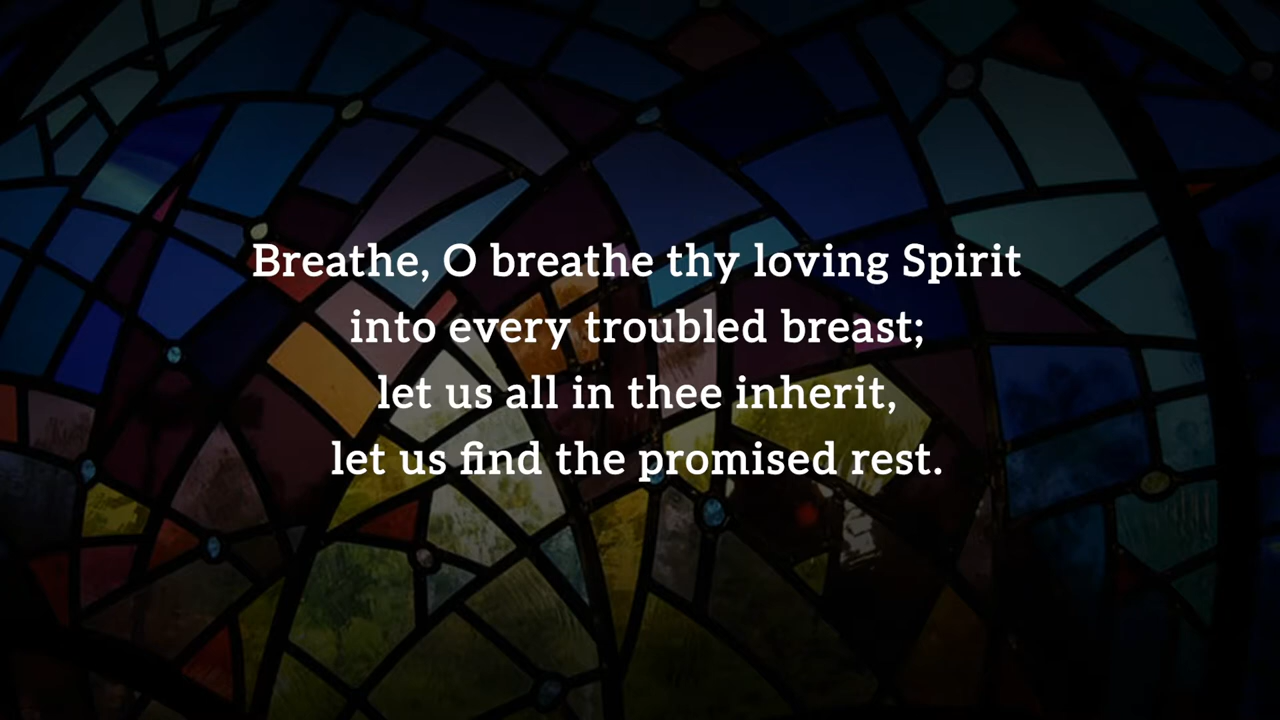 Breathe, O breathe thy loving Spirit
into every troubled breast;
let us all in thee inherit,
let us find the promised rest.